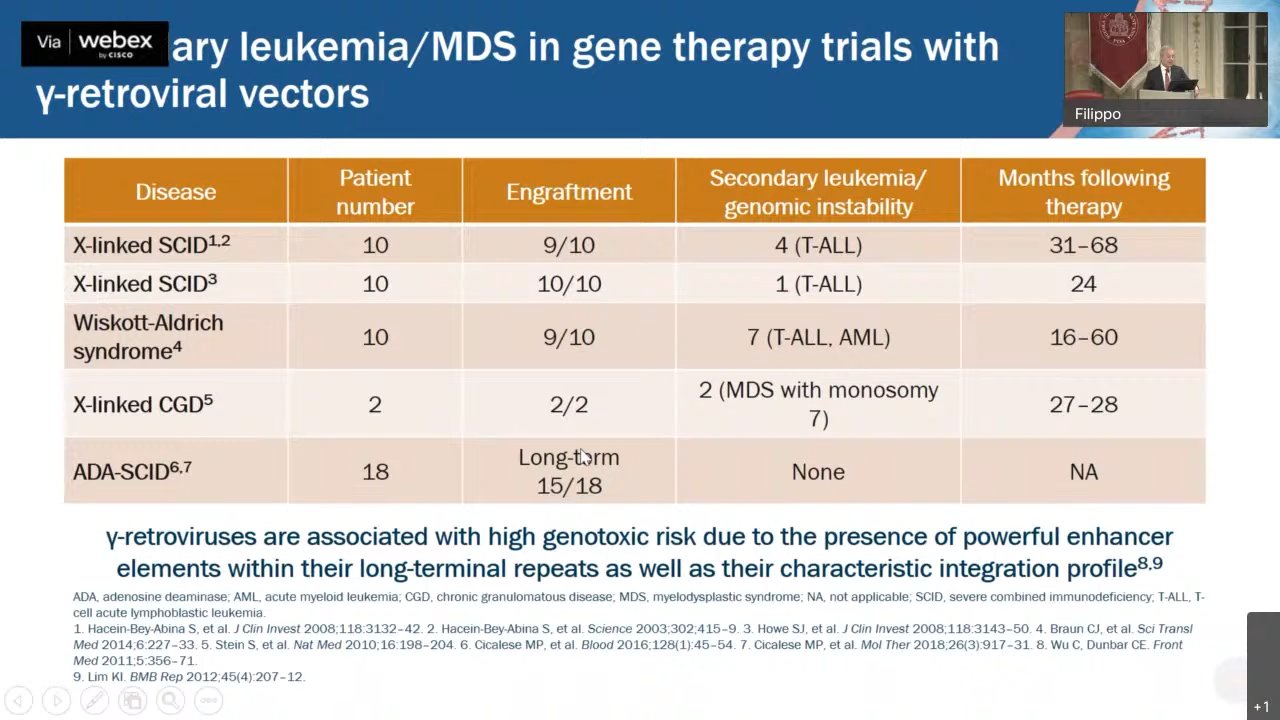 Via webex
by CISCO
ary leukemia/MDS in gene therapy trials with
γ-retroviral vectors
Filippo
Disease
Patient
number
Engraftment
Secondary leukemia/
genomic instability
Months following
therapy
X-linked SCID1,2
10
9/10
4 (T-ALL)
31–68
X-linked SCID3
10
10/10
1 (T-ALL)
24
Wiskott-Aldrich
syndrome4
10
9/10
7 (T-ALL, AML)
16–60
X-linked CGD5
2
2/2
2 (MDS with monosomy
7)
27–28
ADA-SCID6,7
18
Long-term
15/18
None
NA
γ-retroviruses are associated with high genotoxic risk due to the presence of powerful enhancer
elements within their long-terminal repeats as well as their characteristic integration profile8,9
ADA, adenosine deaminase; AML, acute myeloid leukemia; CGD, chronic granulomatous disease; MDS, myelodysplastic syndrome; NA, not applicable; SCID, severe combined immunodeficiency; T-ALL, T-
cell acute lymphoblastic leukemia.
1. Hacein-Bey-Abina S, et al. J Clin Invest 2008;118:3132–42. 2. Hacein-Bey-Abina S, et al. Science 2003;302:415–9. 3. Howe SJ, et al. J Clin Invest 2008;118:3143–50. 4. Braun CJ, et al. Sci Transl
Med 2014;6:227–33. 5. Stein S, et al. Nat Med 2010;16:198–204. 6. Cicalese MP, et al. Blood 2016;128(1):45–54. 7. Cicalese MP, et al. Mol Ther 2018;26(3):917–31. 8. Wu C, Dunbar CE. Front
Med 2011;5:356–71.
9. Lim KI. BMB Rep 2012;45(4):207–12.
+1